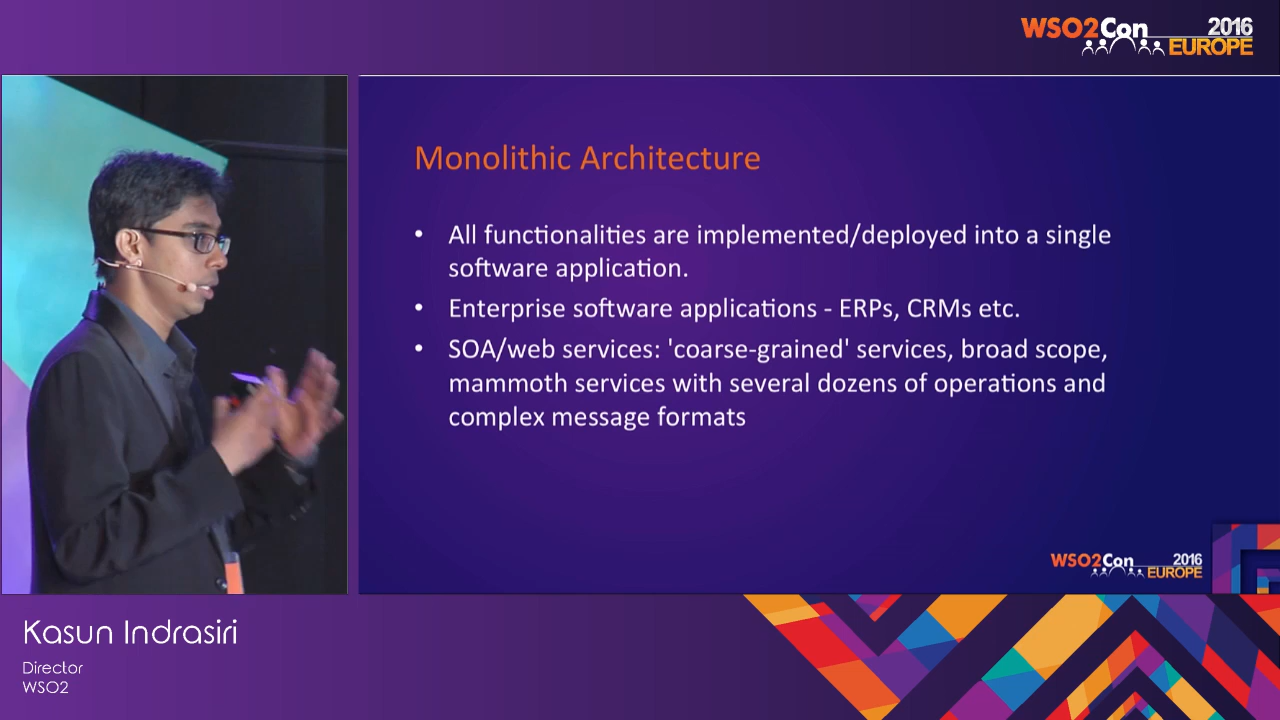 WSO2Con 2016
EUROPE
Monolithic Architecture
• All functionalities are implemented/deployed into a single
software application.
• Enterprise software applications - ERPs, CRMs etc.
• SOA/web services: 'coarse-grained' services, broad scope,
mammoth services with several dozens of operations and
complex message formats
WSO2Con 2016
EUROPE
Kasun Indrasiri
Director
WSO2